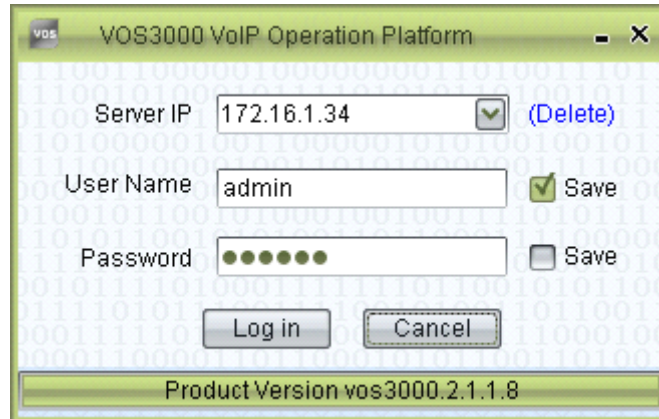 vos VOS3000 VoIP Operation Platform
Server IP 172.16.1.34 (Delete)
User Name admin Save
Password ●●●●●● Save
Log in Cancel
Product Version vos3000.2.1.1.8